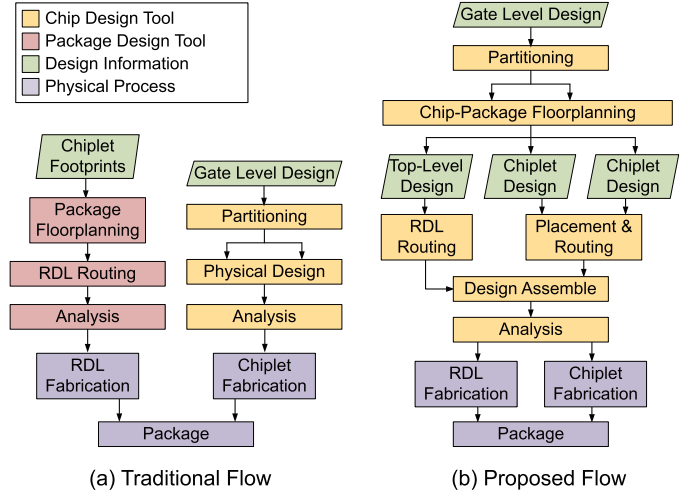 Chip Design Tool
Package Design Tool
Design Information
Physical Process
Chiplet
Footprints
Package
Floorplanning
RDL Routing
Analysis
RDL
Fabrication
Gate Level Design
Partitioning
Physical Design
Analysis
Chiplet
Fabrication
Package
(a) Traditional Flow
Gate Level Design
Partitioning
Chip-Package Floorplanning
Top-Level
Design
Chiplet
Design
Chiplet
Design
RDL
Routing
Placement &
Routing
Design Assemble
Analysis
RDL
Fabrication
Chiplet
Fabrication
Package
(b) Proposed Flow